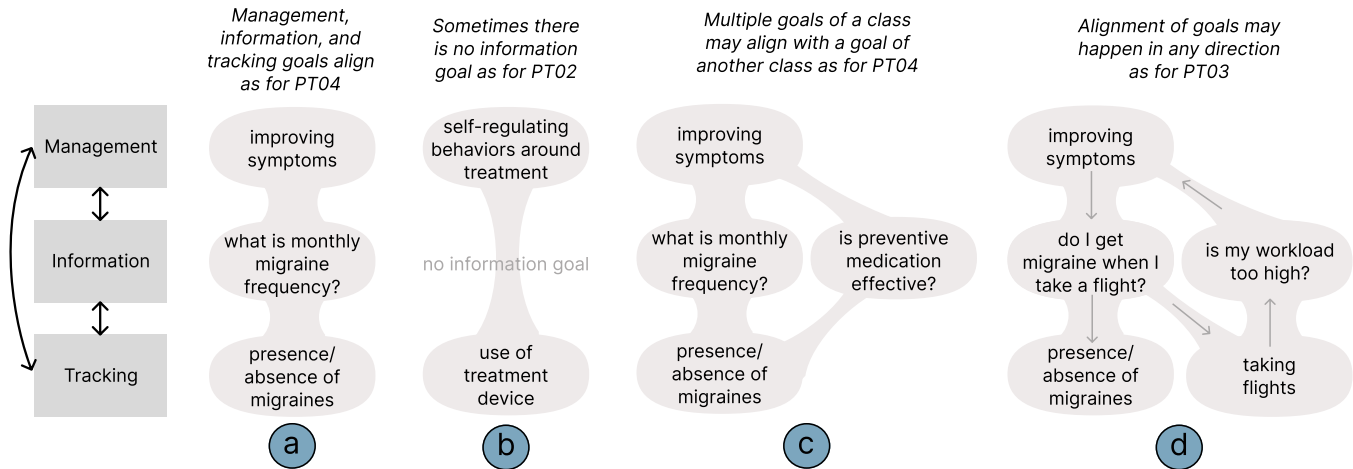 Management,
information, and
tracking goals align
as for PT04
Sometimes there
is no information
goal as for PT02
Multiple goals of a class
may align with a goal of
another class as for PT04
Alignment of goals may
happen in any direction
as for PT03
Management
Information
Tracking
improving
symptoms
what is monthly
migraine
frequency?
presence/
absence of
migraines
a
self-regulating
behaviors around
treatment
no information goal
use of
treatment
device
b
improving
symptoms
what is monthly
migraine
frequency?
is preventive
medication
effective?
presence/
absence of
migraines
c
improving
symptoms
do I get
migraine when I
take a flight?
is my workload
too high?
presence/
absence of
migraines
taking
flights
d